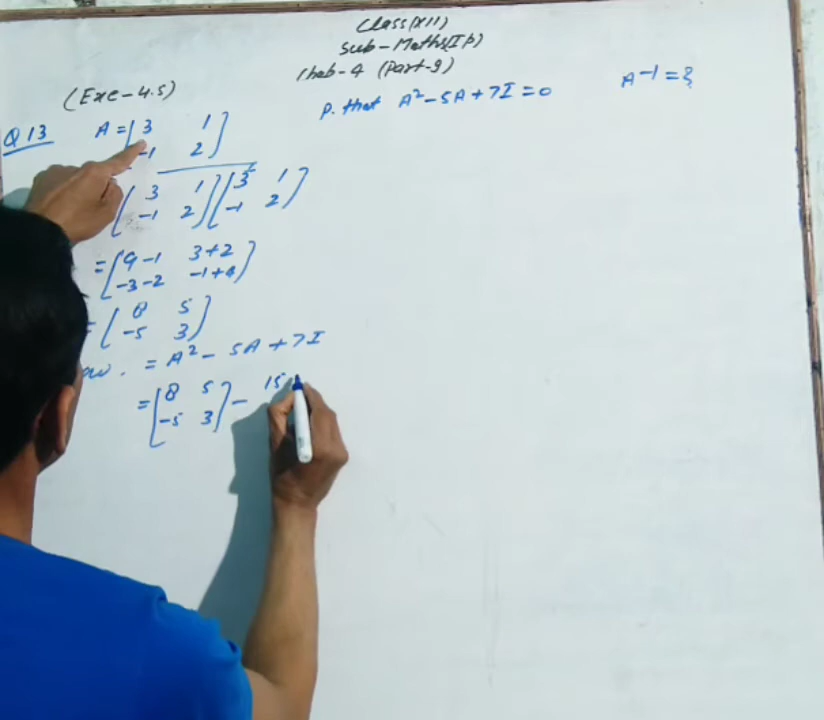 Class(XII)
Sub-Maths(IP)
Chap-4 (Part-9)
(Exe-4.5)
P. that A²-5A+7I=0
A-1=?
Q13
A=[3 1]
[-1 2]
[3 1][3 1]
[-1 2][-1 2]
=[9-1 3+2]
[-3-2 -1+4]
=[8 5]
[-5 3]
= A²-5A+7I
=[8 5]- 15
[-5 3]